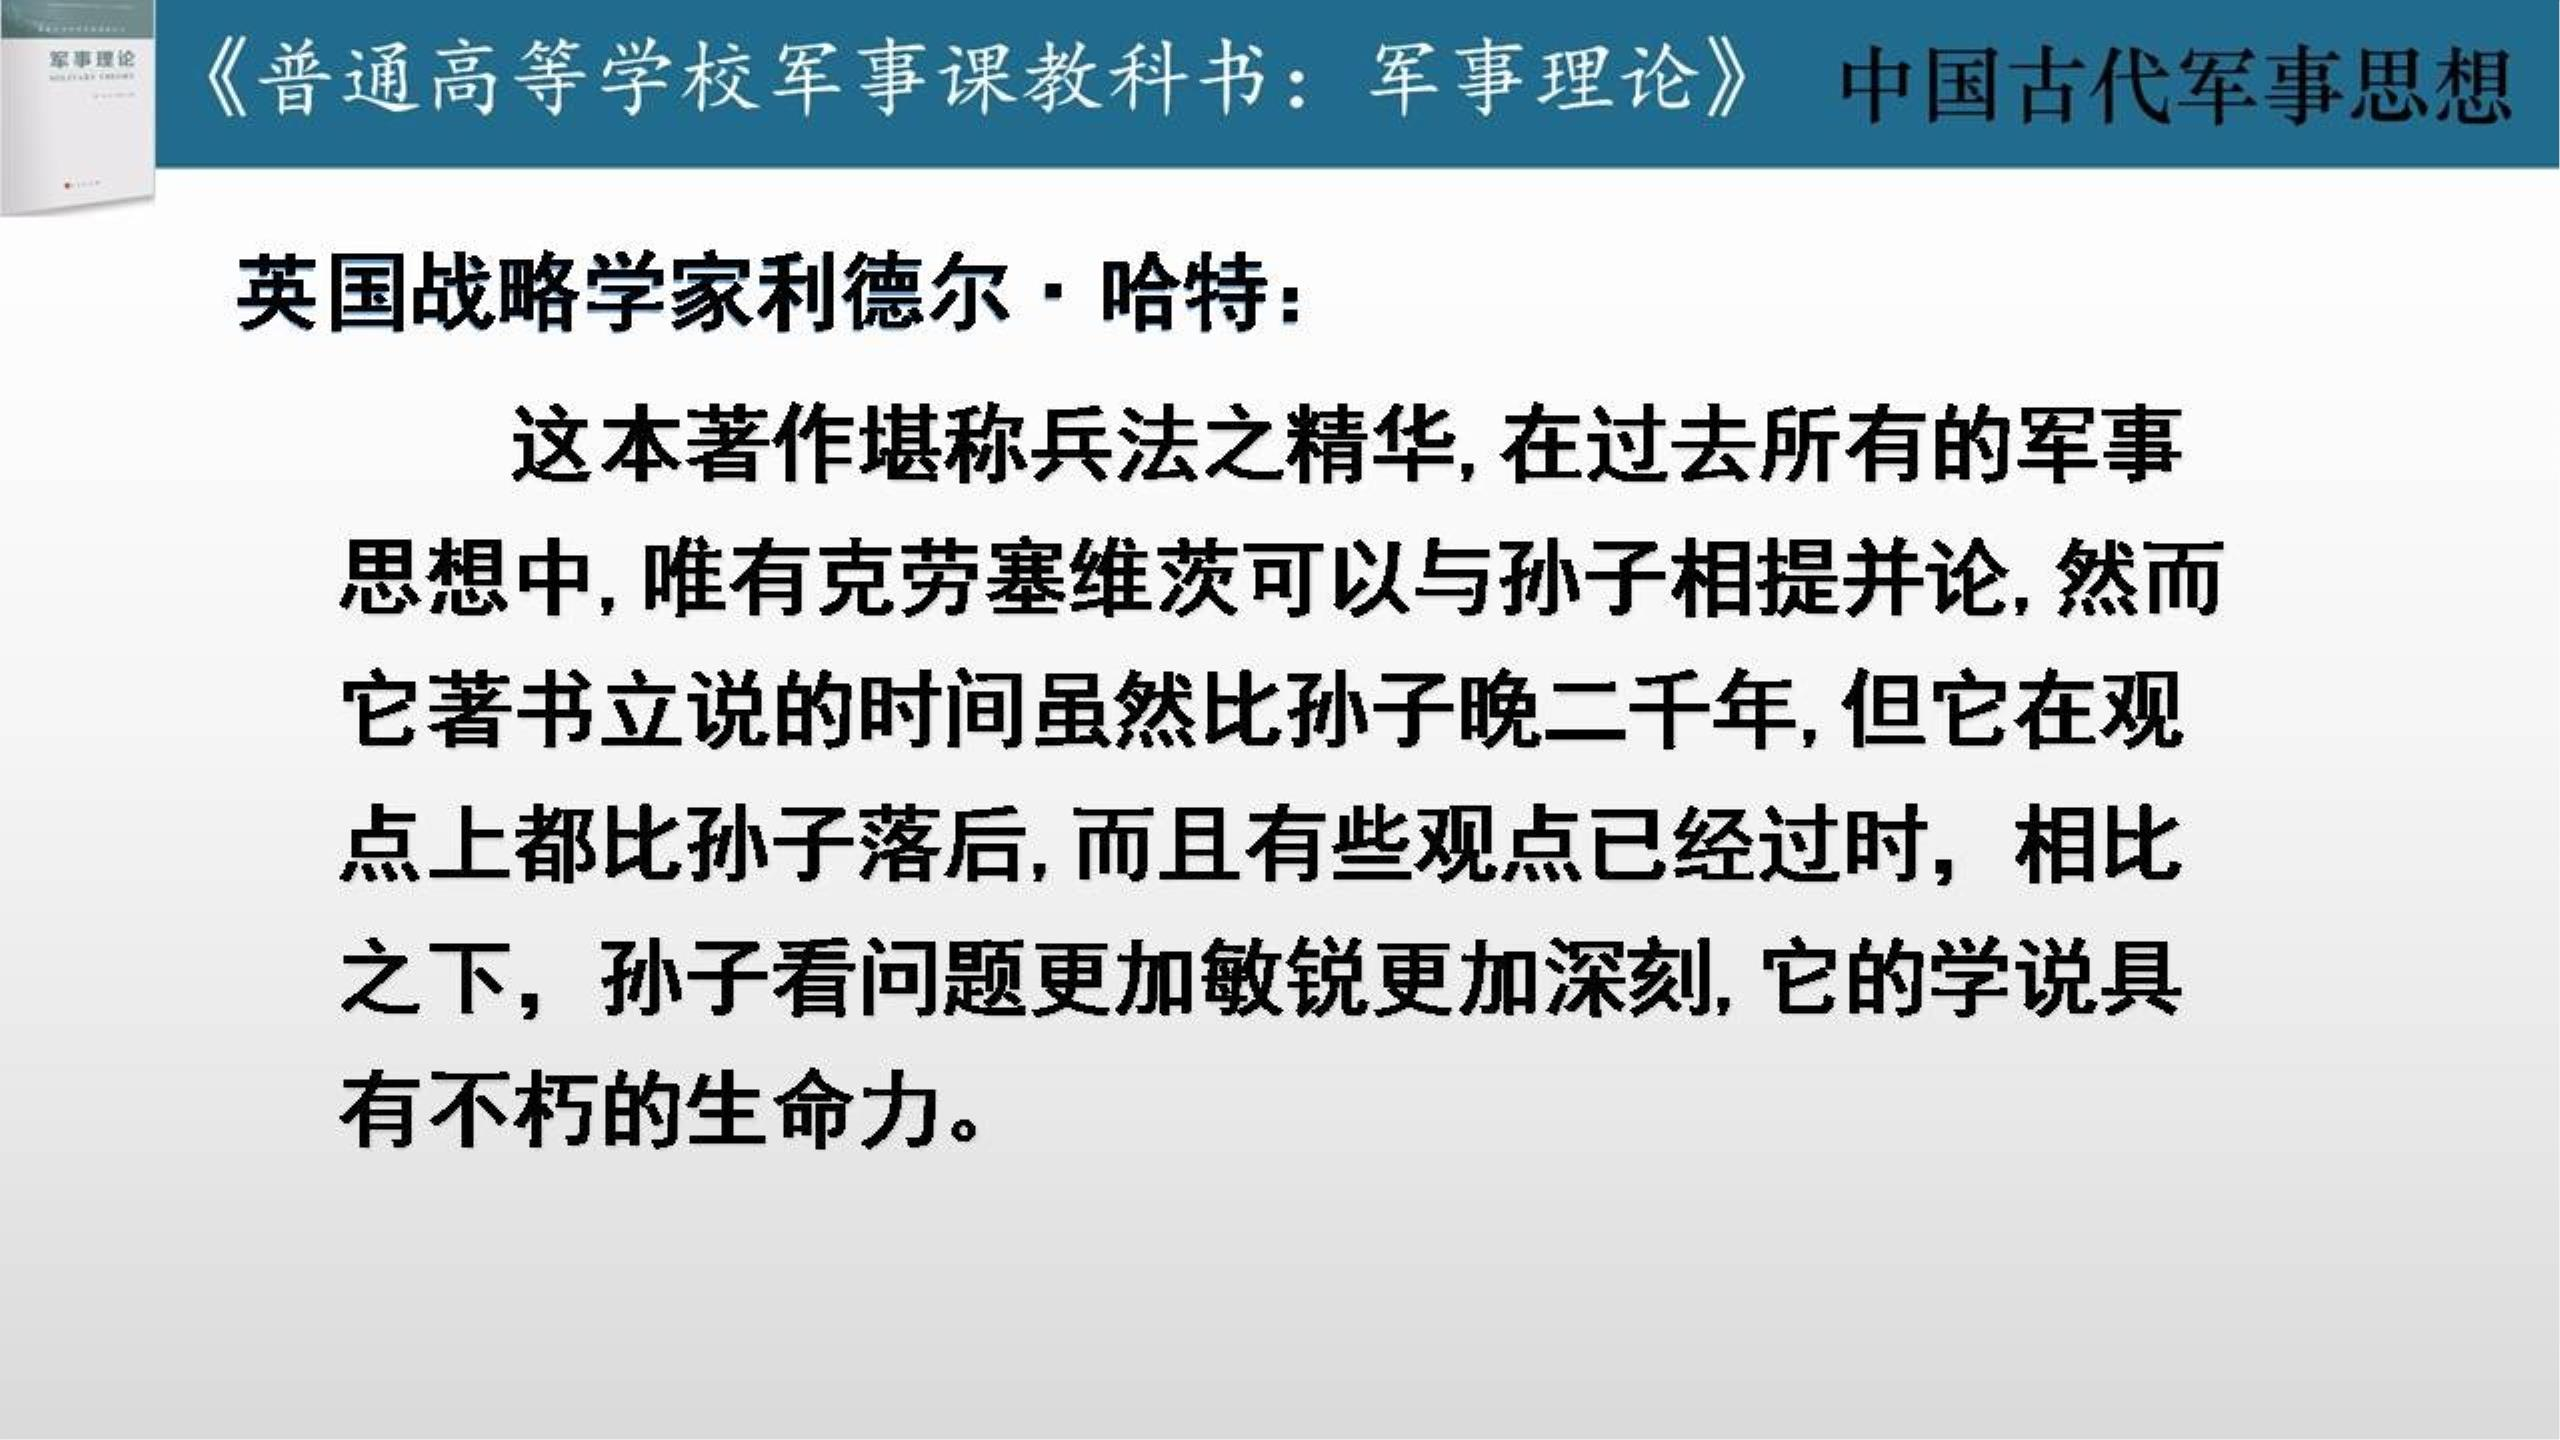 军事理论
MILITARY THEORY
《普通高等学校军事课教科书：军事理论》 中国古代军事思想
英国战略学家利德尔·哈特：
这本著作堪称兵法之精华,在过去所有的军事
思想中,唯有克劳塞维茨可以与孙子相提并论,然而
它著书立说的时间虽然比孙子晚二千年,但它在观
点上都比孙子落后,而且有些观点已经过时，相比
之下，孙子看问题更加敏锐更加深刻,它的学说具
有不朽的生命力。